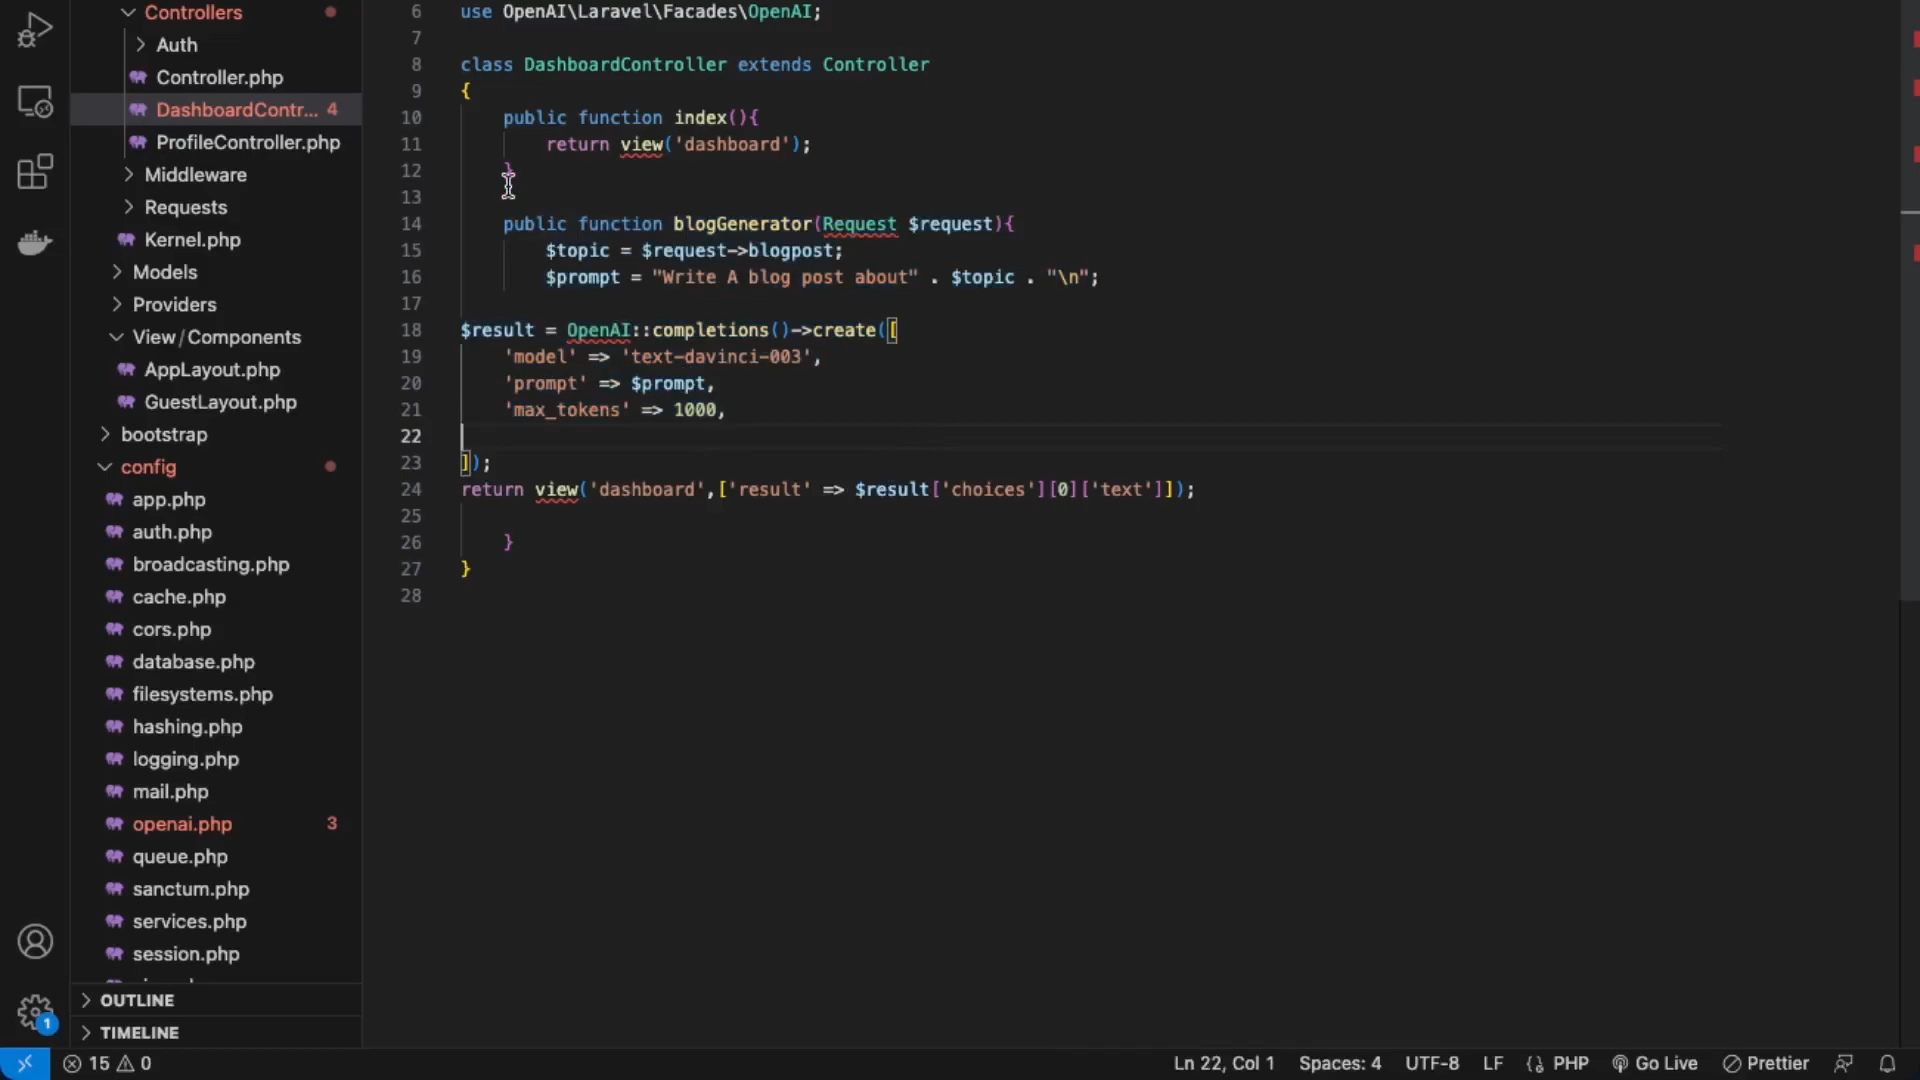 Controllers
Auth
Controller.php
DashboardContr... 4
ProfileController.php
Middleware
Requests
Kernel.php
Models
Providers
View/Components
AppLayout.php
GuestLayout.php
bootstrap
config
app.php
auth.php
broadcasting.php
cache.php
cors.php
database.php
filesystems.php
hashing.php
logging.php
mail.php
openai.php 3
queue.php
sanctum.php
services.php
session.php
OUTLINE
TIMELINE
6 use OpenAI\Laravel\Facades\OpenAI;
7
8 class DashboardController extends Controller
9 {
10 public function index(){
11 return view('dashboard');
12 }
13
14 public function blogGenerator(Request $request){
15 $topic = $request->blogpost;
16 $prompt = "Write A blog post about" . $topic . "\n";
17
18 $result = OpenAI::completions()->create([
19 'model' => 'text-davinci-003',
20 'prompt' => $prompt,
21 'max_tokens' => 1000,
22
23 ]);
24 return view('dashboard',['result' => $result['choices'][0]['text']]);
25
26 }
27 }
28
1
15 0
Ln 22, Col 1 Spaces: 4 UTF-8 LF {} PHP Go Live Prettier